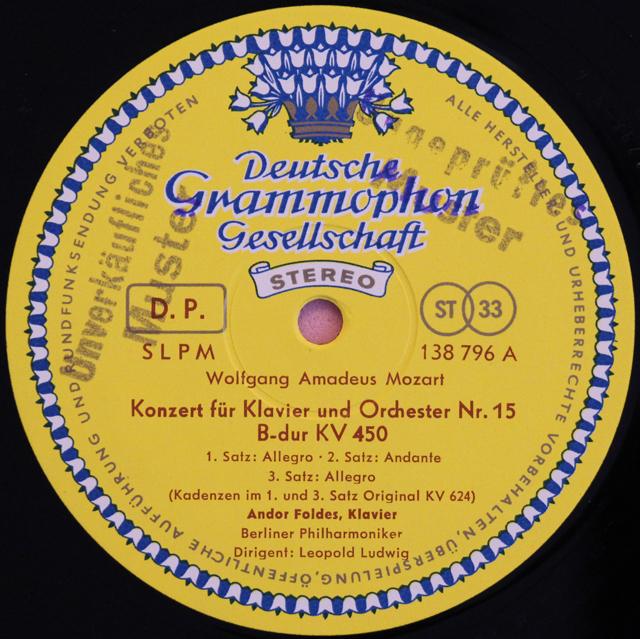 Deutsche
Grammophon
Gesellschaft
STEREO
D. P.
ST 33
SLPM
138 796 A
Wolfgang Amadeus Mozart
Konzert für Klavier und Orchester Nr. 15
B-dur KV 450
1. Satz: Allegro · 2. Satz: Andante
3. Satz: Allegro
(Kadenzen im 1. und 3. Satz Original KV 624)
Andor Foldes, Klavier
Berliner Philharmoniker
Dirigent: Leopold Ludwig
ALLE HERSTELLER- UND URHEBERRECHTE VORBEHALTEN, ÜBERSPIELUNG, ÖFFENTLICHE AUFFÜHRUNG UND RUNDFUNKSENDUNG VERBOTEN
Unverkäufliches
Muster
Ungeprüftes
Muster